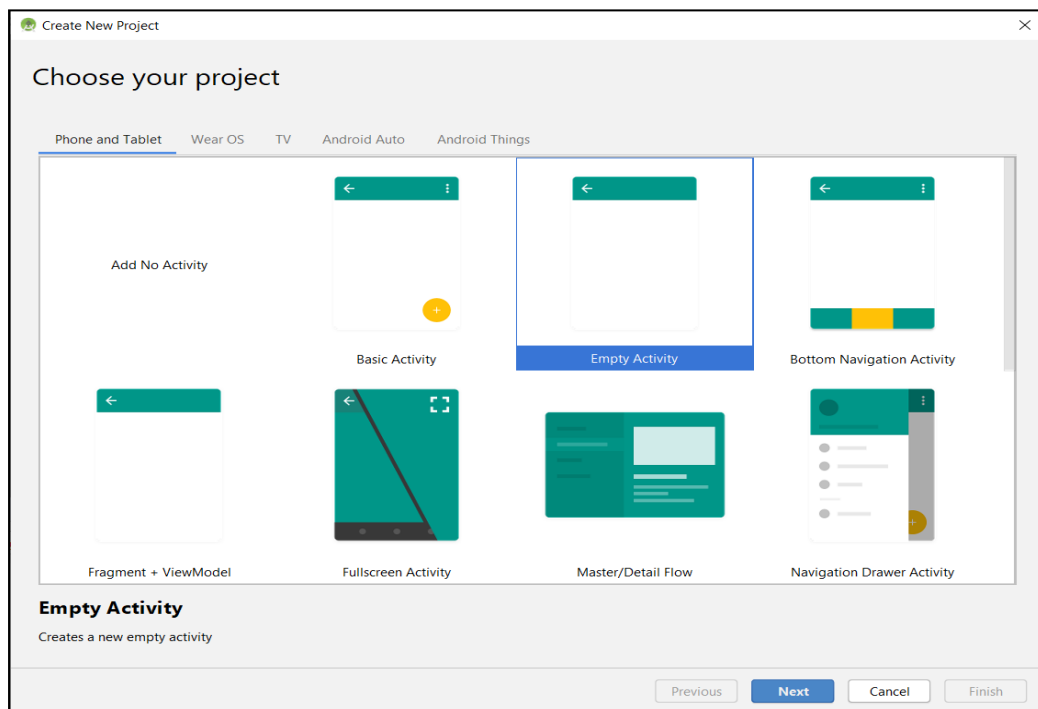 Create New Project
Choose your project
Phone and Tablet Wear OS TV Android Auto Android Things
Add No Activity
Basic Activity
Empty Activity
Bottom Navigation Activity
Fragment + ViewModel
Fullscreen Activity
Master/Detail Flow
Navigation Drawer Activity
Empty Activity
Creates a new empty activity
Previous Next Cancel Finish